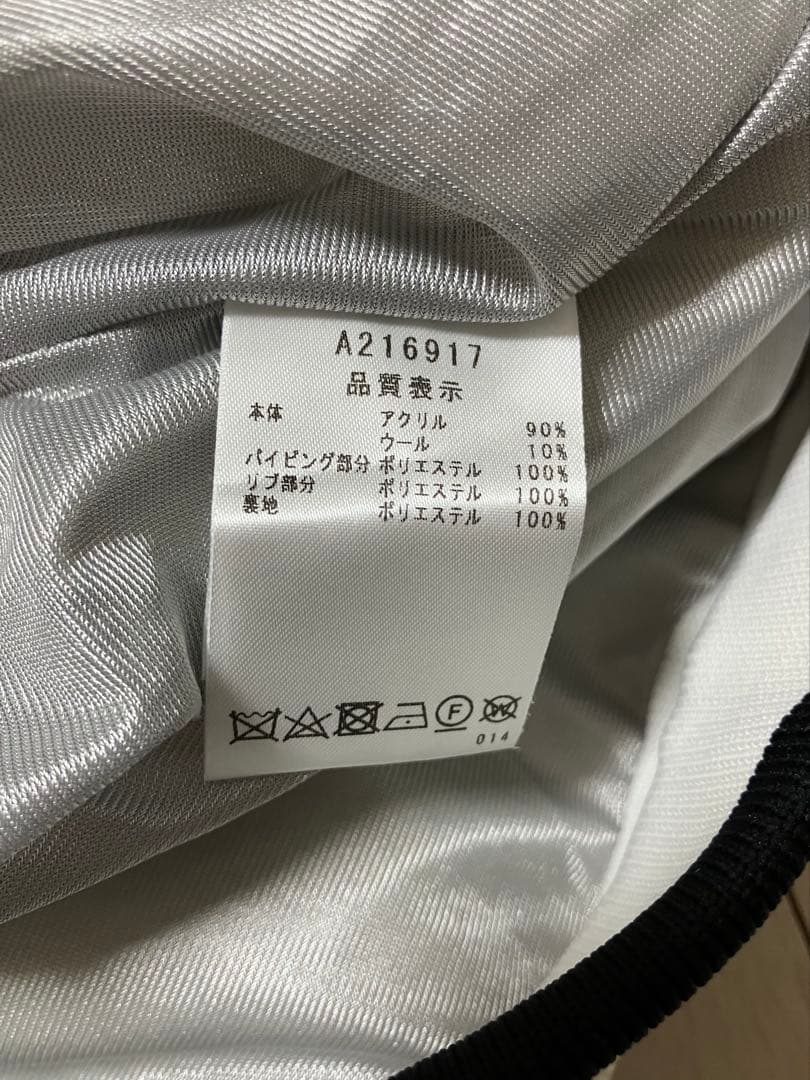 A216917
品質表示
本体 アクリル 90%
ウール 10%
パイピング部分 ポリエステル 100%
リブ部分 ポリエステル 100%
裏地 ポリエステル 100%
F W
014